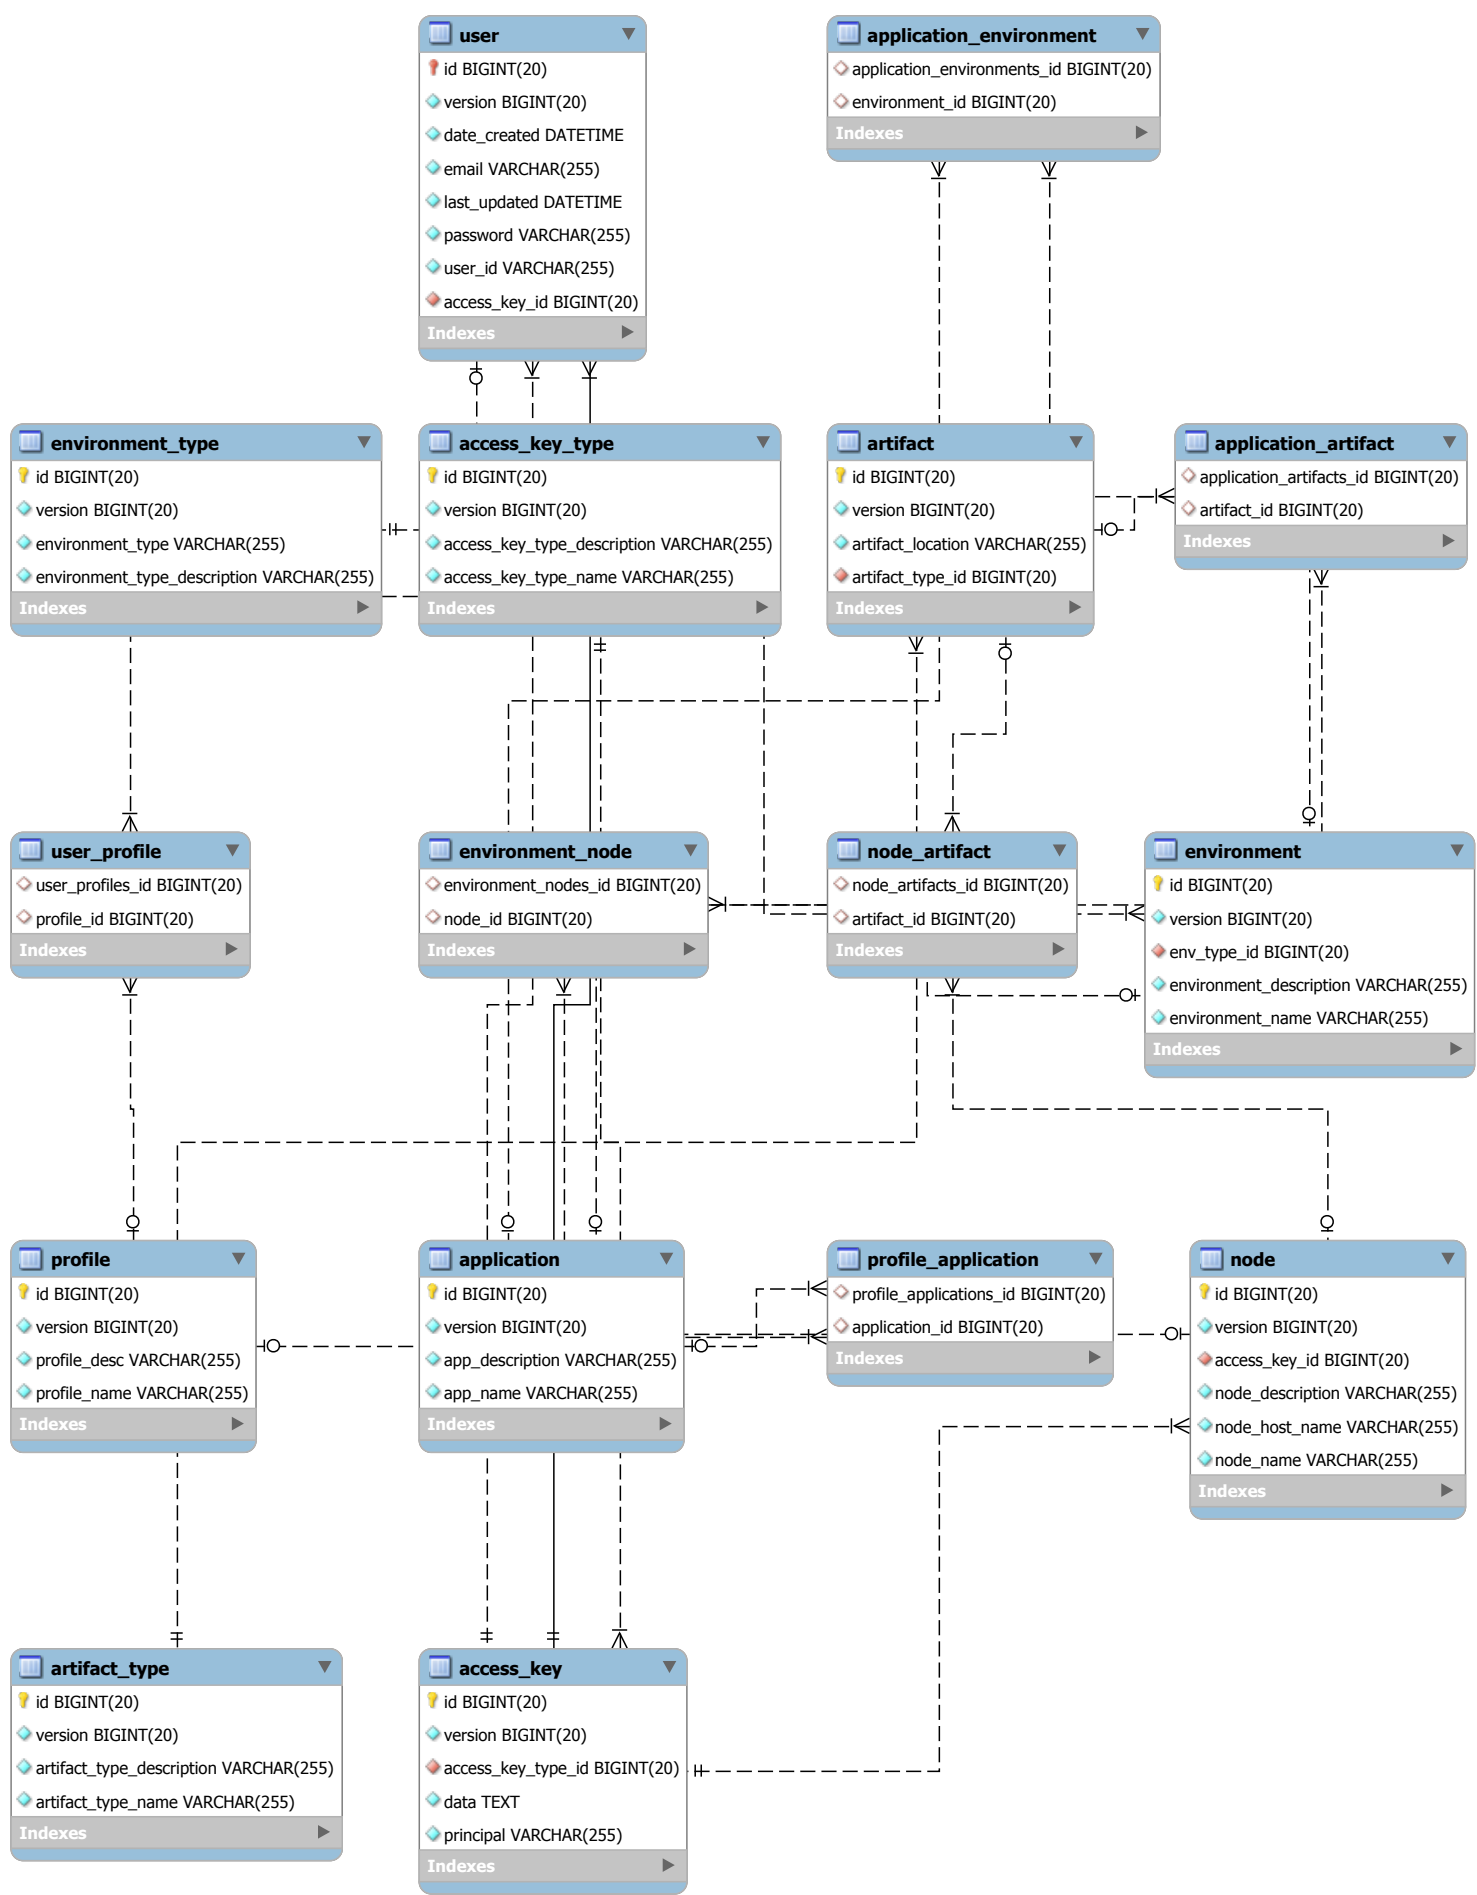 user
id BIGINT(20)
version BIGINT(20)
date_created DATETIME
email VARCHAR(255)
last_updated DATETIME
password VARCHAR(255)
user_id VARCHAR(255)
access_key_id BIGINT(20)
Indexes
application_environment
application_environments_id BIGINT(20)
environment_id BIGINT(20)
Indexes
environment_type
id BIGINT(20)
version BIGINT(20)
environment_type VARCHAR(255)
environment_type_description VARCHAR(255)
Indexes
access_key_type
id BIGINT(20)
version BIGINT(20)
access_key_type_description VARCHAR(255)
access_key_type_name VARCHAR(255)
Indexes
artifact
id BIGINT(20)
version BIGINT(20)
artifact_location VARCHAR(255)
artifact_type_id BIGINT(20)
Indexes
application_artifact
application_artifacts_id BIGINT(20)
artifact_id BIGINT(20)
Indexes
user_profile
user_profiles_id BIGINT(20)
profile_id BIGINT(20)
Indexes
environment_node
environment_nodes_id BIGINT(20)
node_id BIGINT(20)
Indexes
node_artifact
node_artifacts_id BIGINT(20)
artifact_id BIGINT(20)
Indexes
environment
id BIGINT(20)
version BIGINT(20)
env_type_id BIGINT(20)
environment_description VARCHAR(255)
environment_name VARCHAR(255)
Indexes
profile
id BIGINT(20)
version BIGINT(20)
profile_desc VARCHAR(255)
profile_name VARCHAR(255)
Indexes
application
id BIGINT(20)
version BIGINT(20)
app_description VARCHAR(255)
app_name VARCHAR(255)
Indexes
profile_application
profile_applications_id BIGINT(20)
application_id BIGINT(20)
Indexes
node
id BIGINT(20)
version BIGINT(20)
access_key_id BIGINT(20)
node_description VARCHAR(255)
node_host_name VARCHAR(255)
node_name VARCHAR(255)
Indexes
artifact_type
id BIGINT(20)
version BIGINT(20)
artifact_type_description VARCHAR(255)
artifact_type_name VARCHAR(255)
Indexes
access_key
id BIGINT(20)
version BIGINT(20)
access_key_type_id BIGINT(20)
data TEXT
principal VARCHAR(255)
Indexes